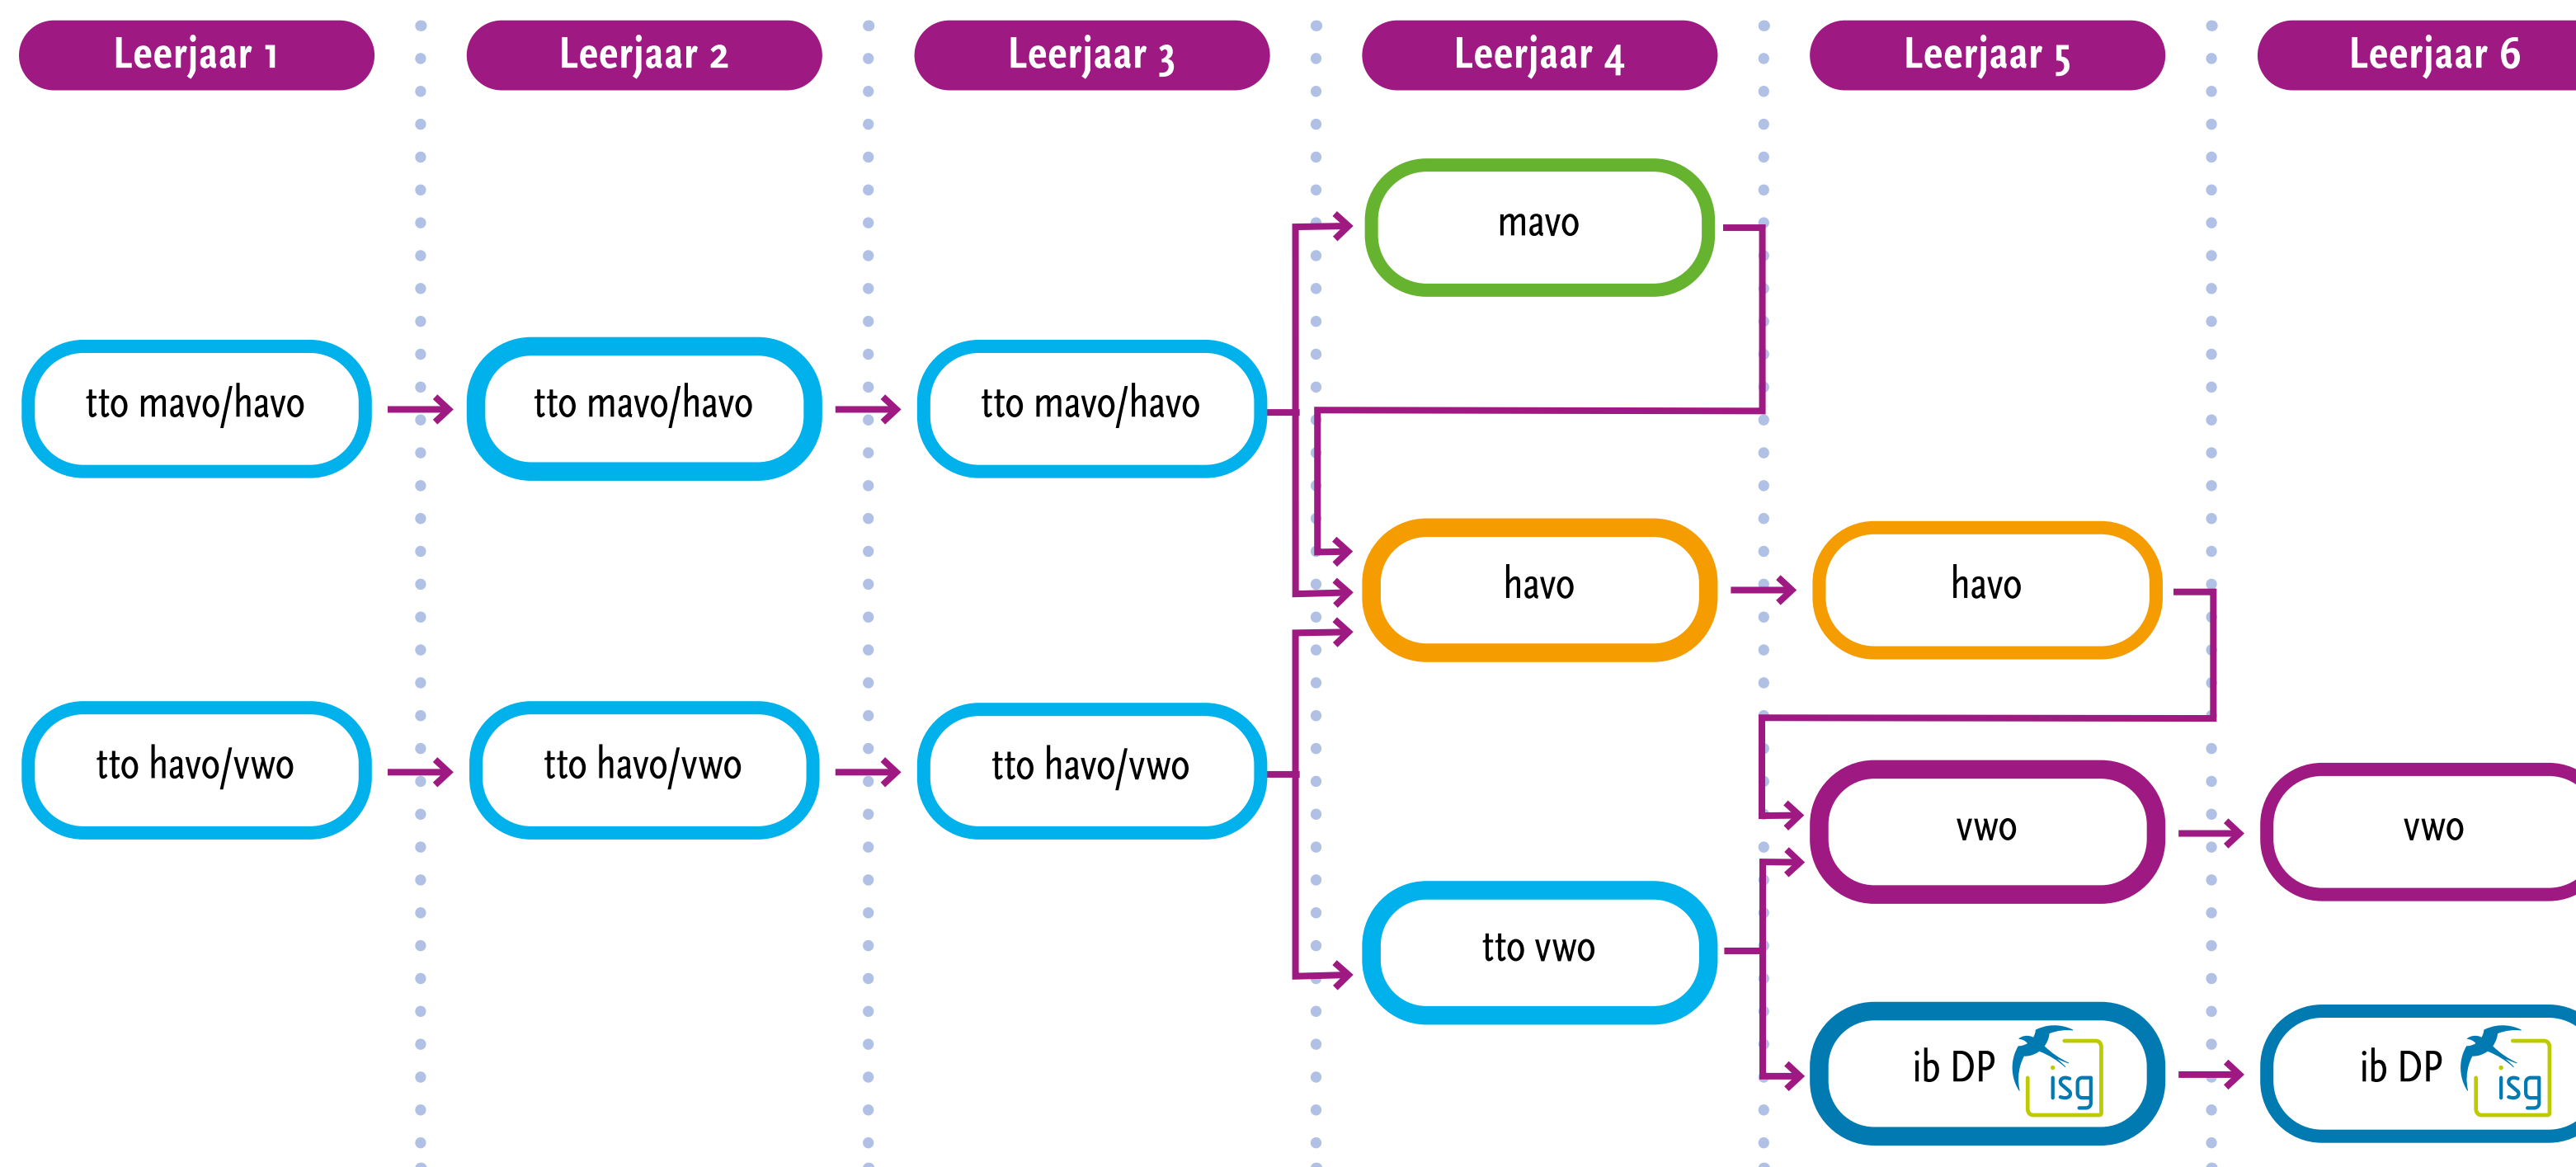 Leerjaar 1
Leerjaar 2
Leerjaar 3
Leerjaar 4
Leerjaar 5
Leerjaar 6
mavo
tto mavo/havo
tto mavo/havo
tto mavo/havo
havo
havo
tto havo/vwo
tto havo/vwo
tto havo/vwo
vwo
vwo
tto vwo
ib DP
isg
ib DP
isg